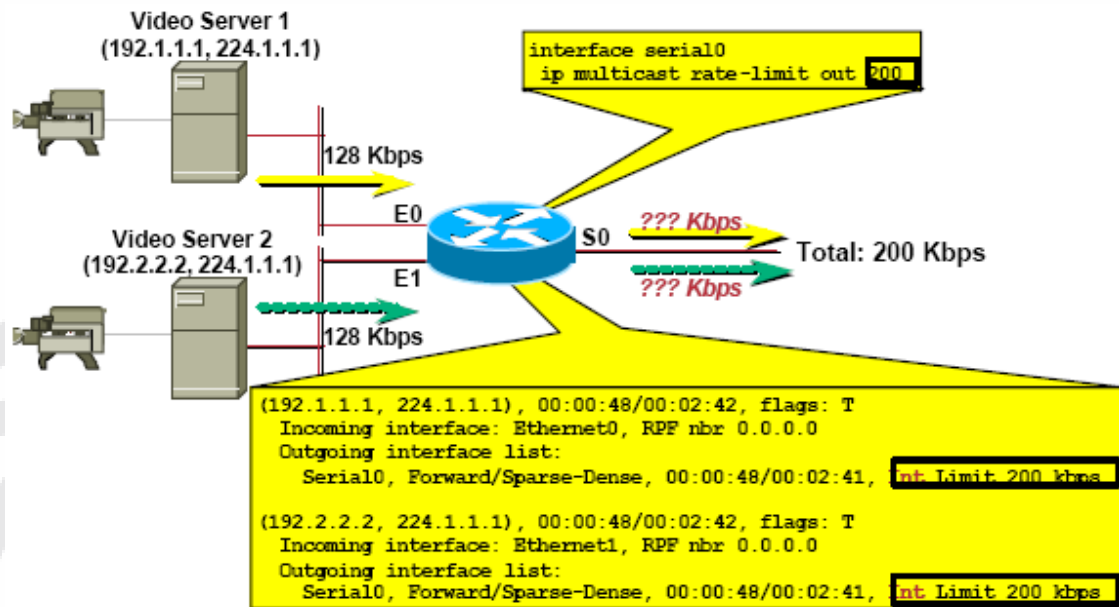 Video Server 1
(192.1.1.1, 224.1.1.1)
interface serial0
ip multicast rate-limit out 200
128 Kbps
E0
??? Kbps
S0
Total: 200 Kbps
Video Server 2
(192.2.2.2, 224.1.1.1)
E1
??? Kbps
128 Kbps
(192.1.1.1, 224.1.1.1), 00:00:48/00:02:42, flags: T
Incoming interface: Ethernet0, RPF nbr 0.0.0.0
Outgoing interface list:
Serial0, Forward/Sparse-Dense, 00:00:48/00:02:41, Int Limit 200 kbps
(192.2.2.2, 224.1.1.1), 00:00:48/00:02:42, flags: T
Incoming interface: Ethernet1, RPF nbr 0.0.0.0
Outgoing interface list:
Serial0, Forward/Sparse-Dense, 00:00:48/00:02:41, Int Limit 200 kbps